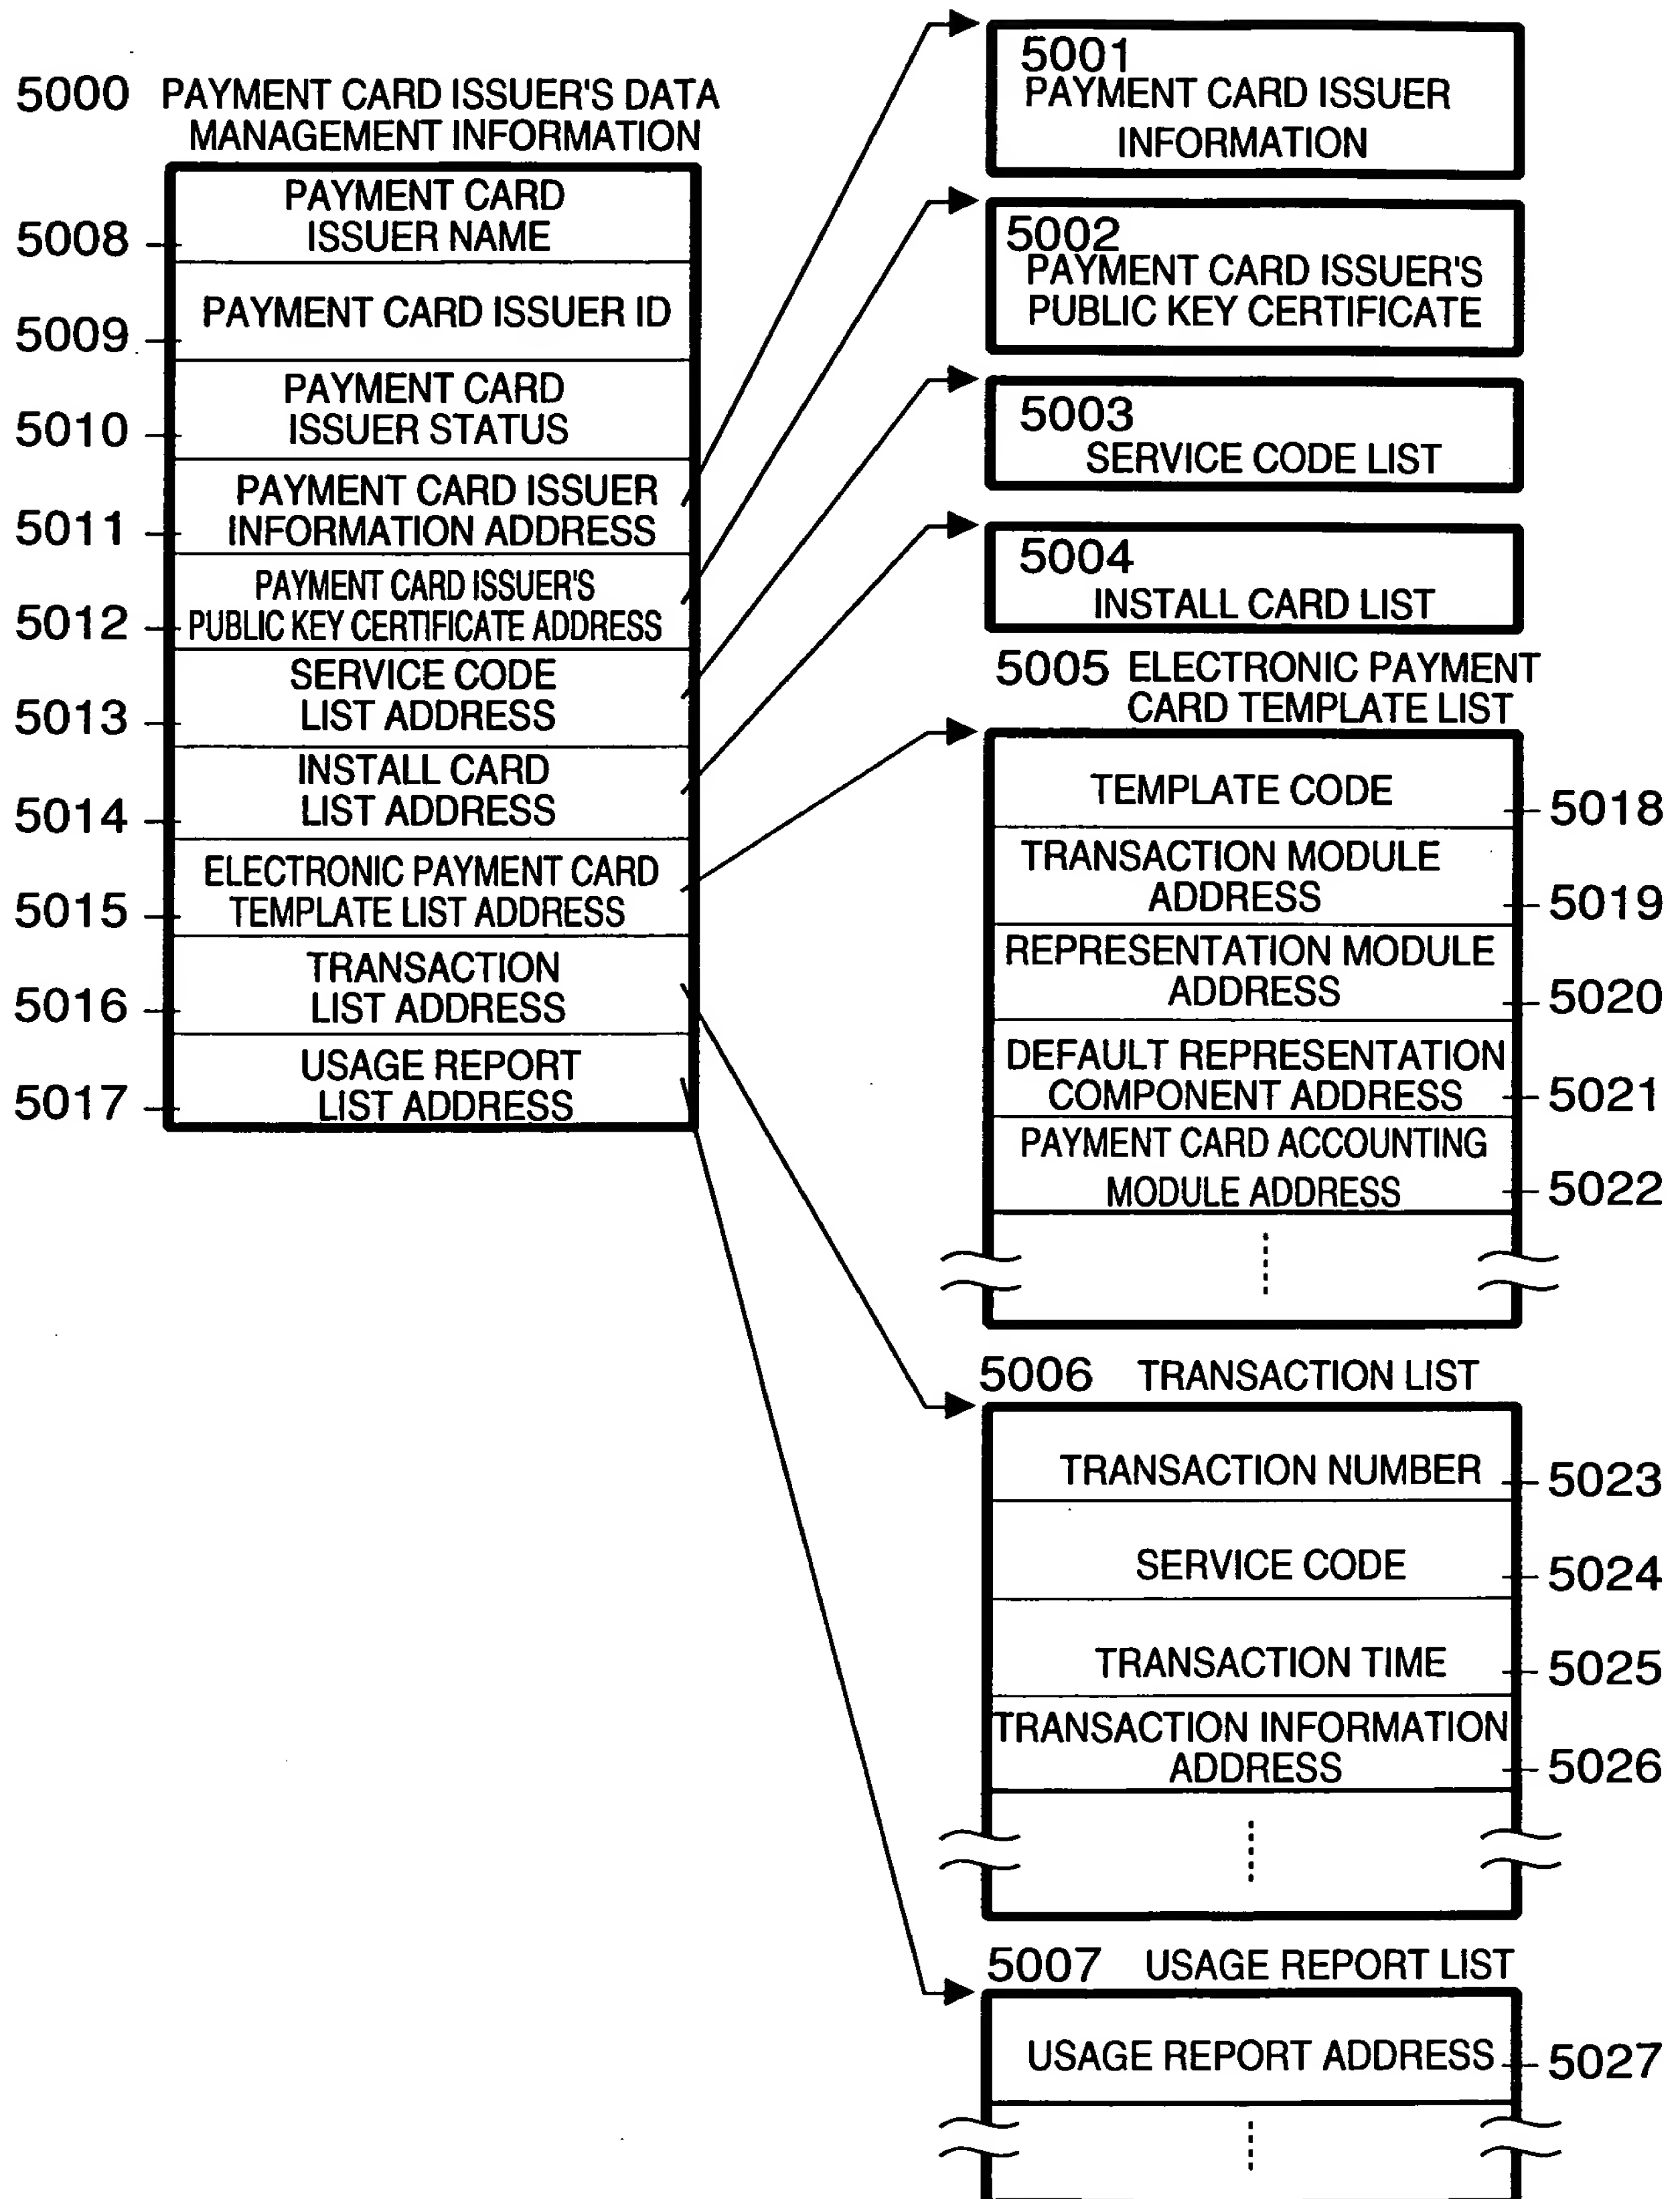 5000 PAYMENT CARD ISSUER'S DATA
MANAGEMENT INFORMATION
PAYMENT CARD
ISSUER NAME
5008
PAYMENT CARD ISSUER ID
5009
PAYMENT CARD
ISSUER STATUS
5010
PAYMENT CARD ISSUER
INFORMATION ADDRESS
5011
PAYMENT CARD ISSUER'S
PUBLIC KEY CERTIFICATE ADDRESS
5012
SERVICE CODE
LIST ADDRESS
5013
INSTALL CARD
LIST ADDRESS
5014
ELECTRONIC PAYMENT CARD
TEMPLATE LIST ADDRESS
5015
TRANSACTION
LIST ADDRESS
5016
USAGE REPORT
LIST ADDRESS
5017
5001
PAYMENT CARD ISSUER
INFORMATION
5002
PAYMENT CARD ISSUER'S
PUBLIC KEY CERTIFICATE
5003
SERVICE CODE LIST
5004
INSTALL CARD LIST
5005 ELECTRONIC PAYMENT
CARD TEMPLATE LIST
TEMPLATE CODE
5018
TRANSACTION MODULE
ADDRESS
5019
REPRESENTATION MODULE
ADDRESS
5020
DEFAULT REPRESENTATION
COMPONENT ADDRESS
5021
PAYMENT CARD ACCOUNTING
MODULE ADDRESS
5022
5006 TRANSACTION LIST
TRANSACTION NUMBER
5023
SERVICE CODE
5024
TRANSACTION TIME
5025
TRANSACTION INFORMATION
ADDRESS
5026
5007 USAGE REPORT LIST
USAGE REPORT ADDRESS
5027